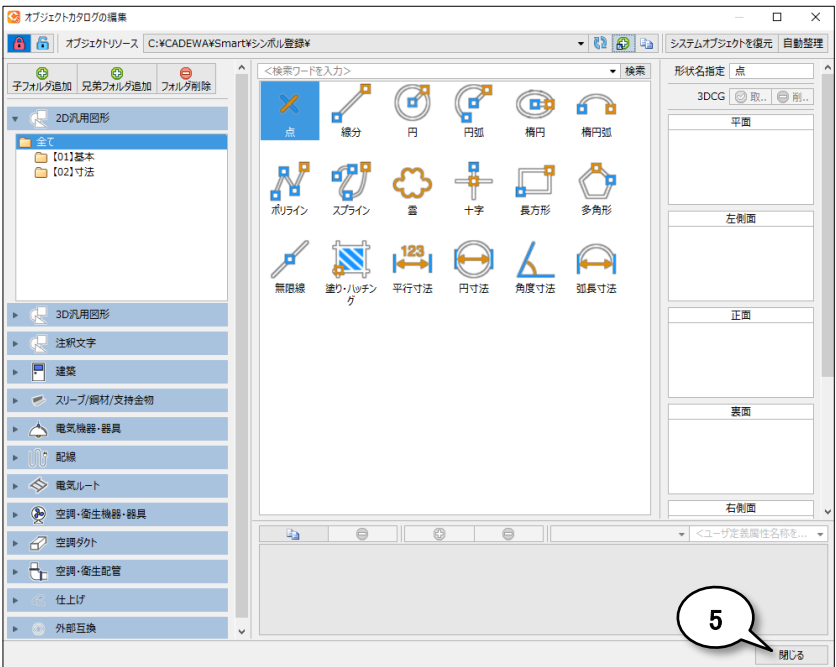 オブジェクトカタログの編集
オブジェクトリソース C:¥CADEWA¥Smart¥シンボル登録¥
システムオブジェクトを復元 自動整理
子フォルダ追加 兄弟フォルダ追加 フォルダ削除
<検索ワードを入力> 検索
形状名指定 点
3DCG 取.. 削..
2D汎用図形
全て
【01】基本
【02】寸法
3D汎用図形
注釈文字
建築
スリーブ/鋼材/支持金物
電気機器・器具
配線
電気ルート
空調・衛生機器・器具
空調ダクト
空調・衛生配管
仕上げ
外部互換
点 線分 円 円弧 楕円 楕円弧
ポリライン スプライン 雲 十字 長方形 多角形
123
無限線 塗り・ハッチング 平行寸法 円寸法 角度寸法 弧長寸法
平面
左側面
正面
裏面
右側面
<ユーザ定義属性名称を...
5
閉じる